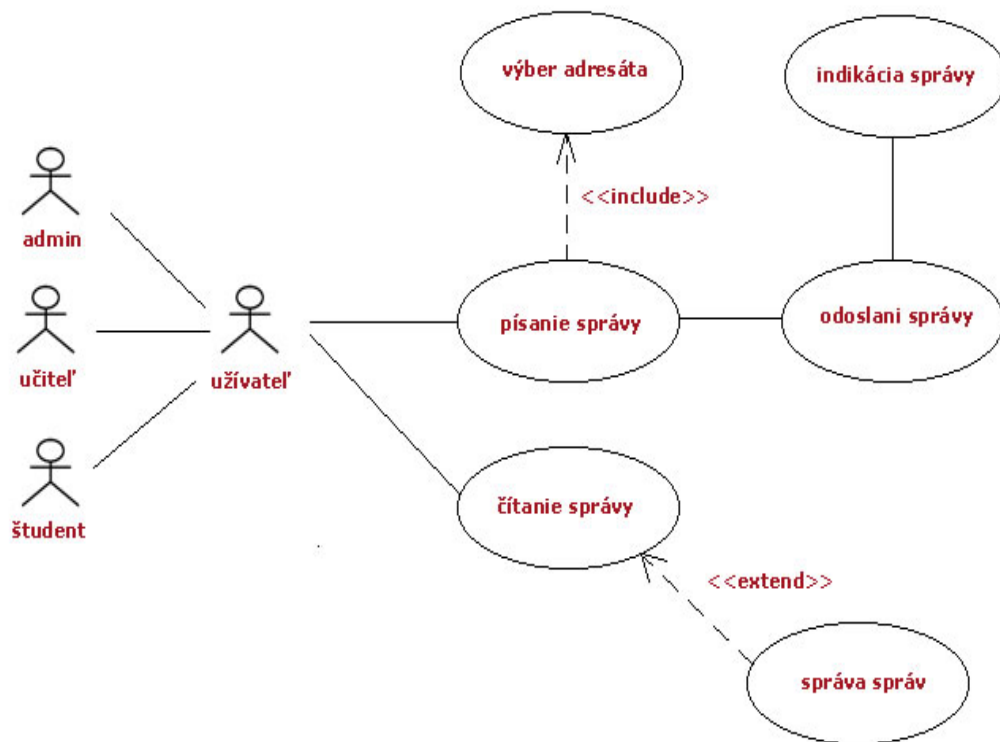 výber adresáta
indikácia správy
<<include>>
admin
písanie správy
odoslani správy
učiteľ
užívateľ
čítanie správy
študent
<<extend>>
správa správ